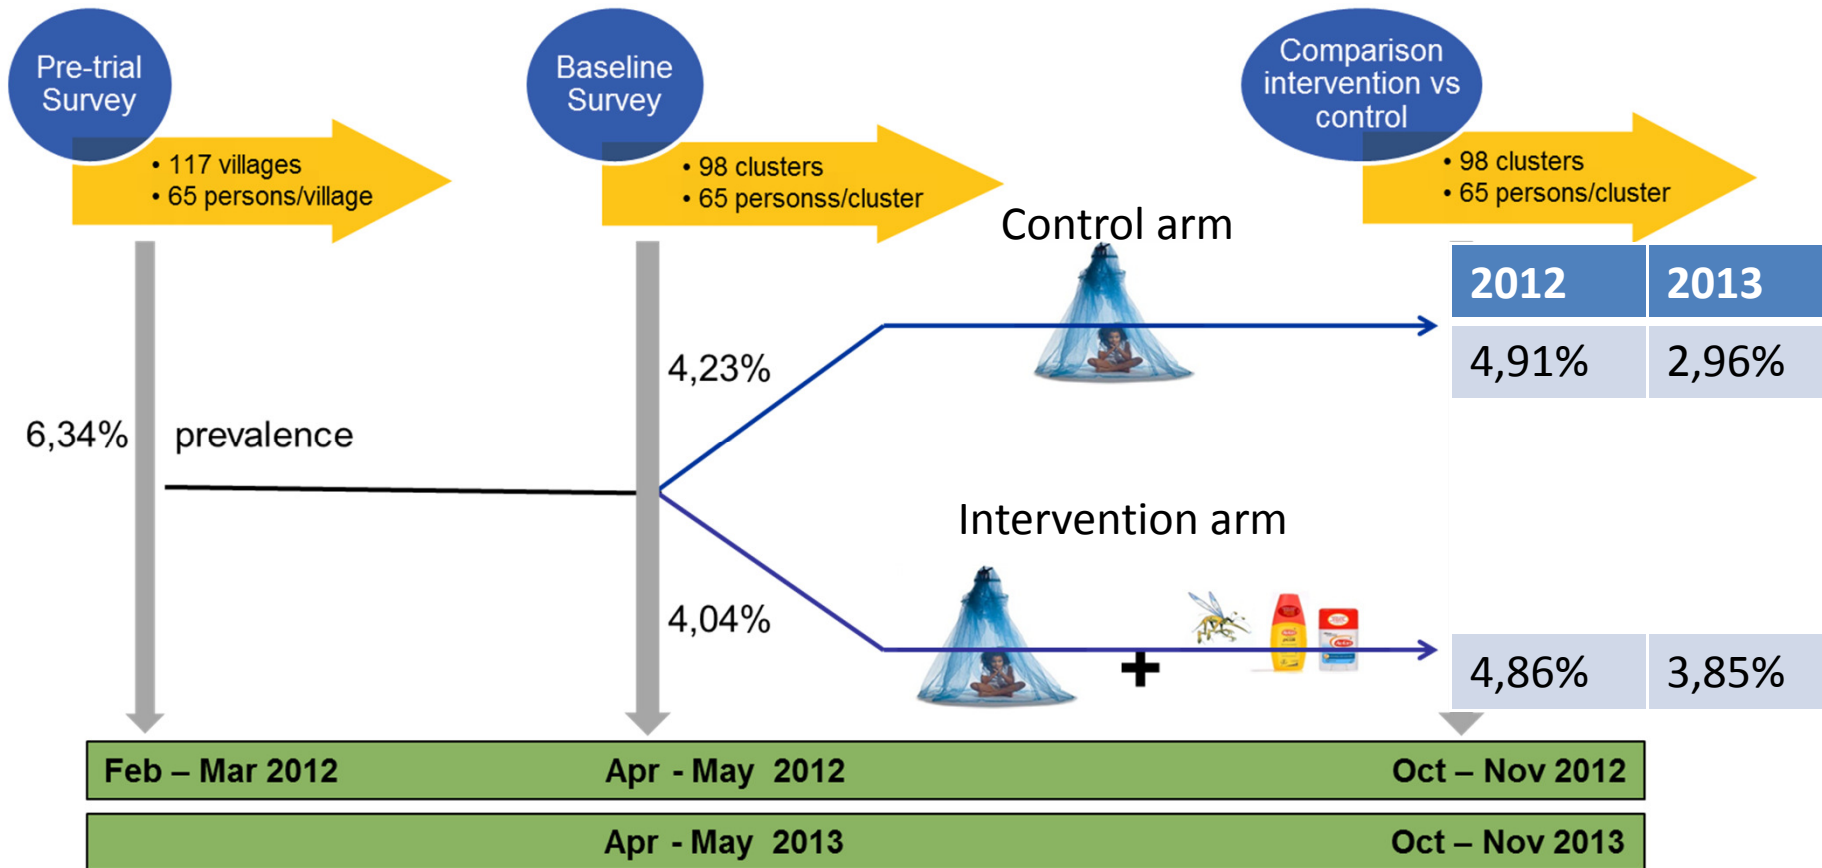 Pre-trial
Survey
• 117 villages
• 65 persons/village
Baseline
Survey
• 98 clusters
• 65 personss/cluster
Comparison
intervention vs
control
• 98 clusters
• 65 persons/cluster
Control arm
2012 2013
4,91% 2,96%
4,23%
6,34% prevalence
Intervention arm
4,04%
+
4,86% 3,85%
Feb – Mar 2012 Apr - May 2012 Oct – Nov 2012
Apr - May 2013 Oct – Nov 2013